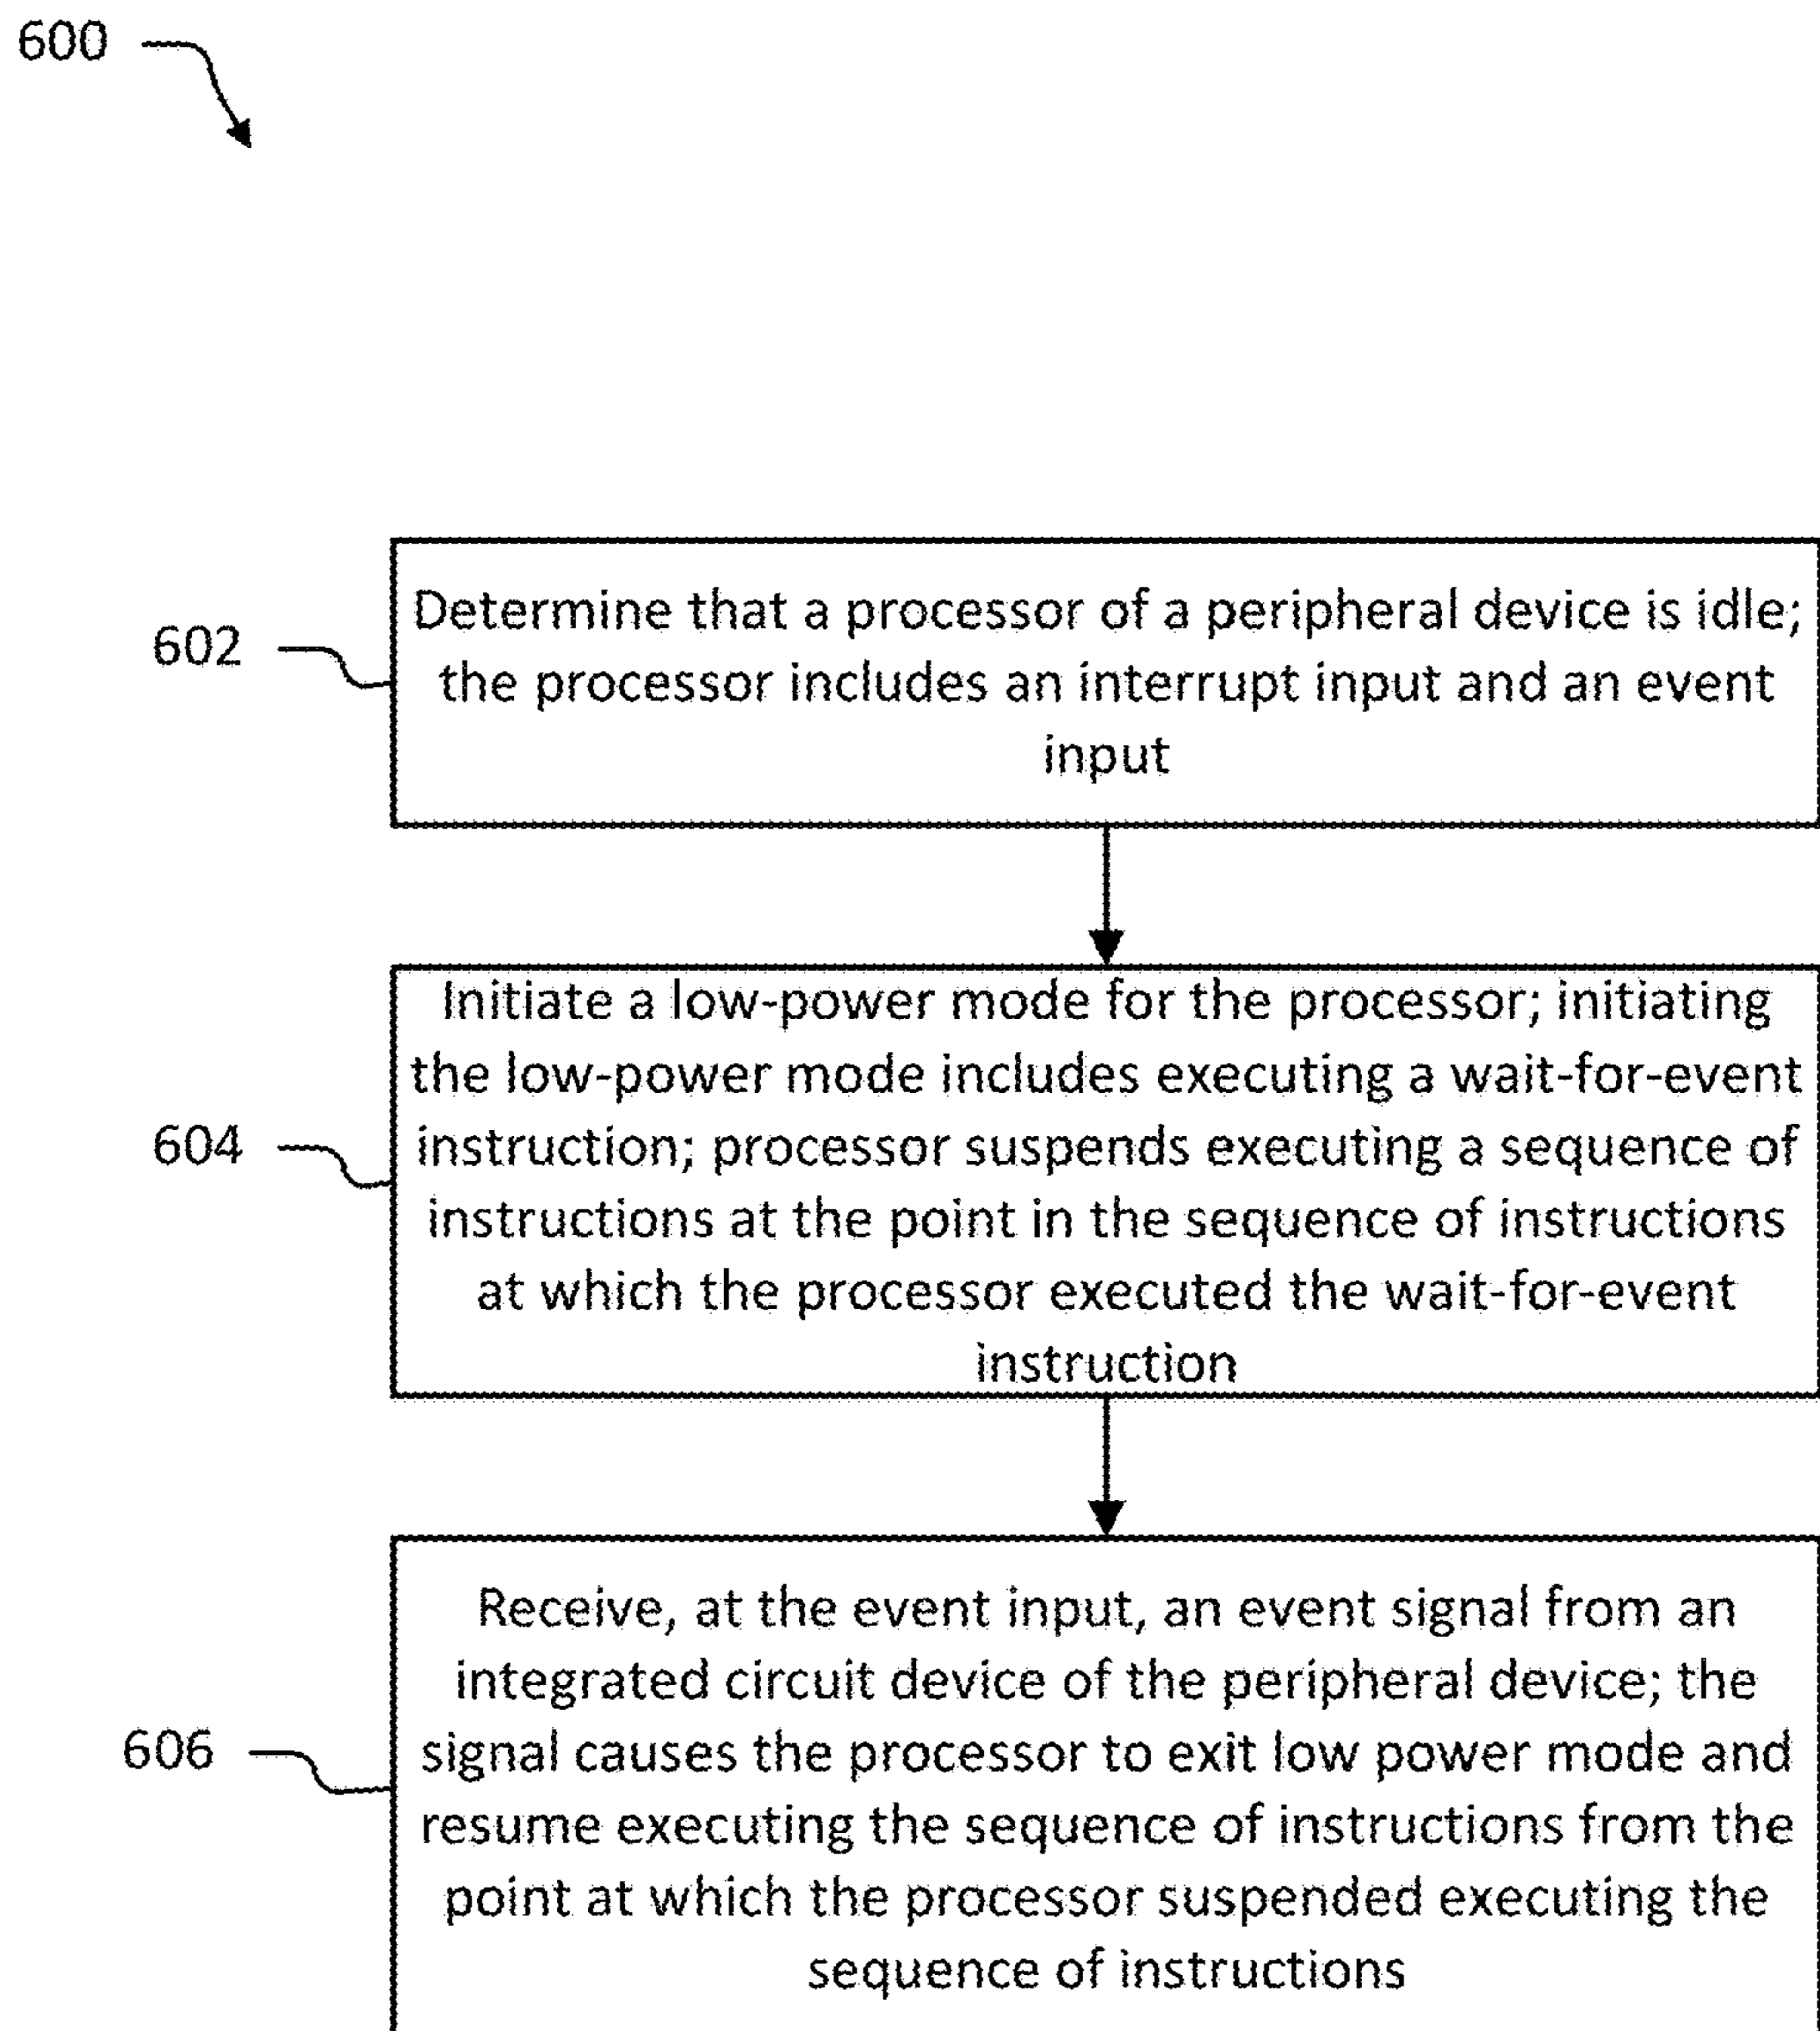 600
602
Determine that a processor of a peripheral device is idle;
the processor includes an interrupt input and an event
input
604
Initiate a low-power mode for the processor; initiating
the low-power mode includes executing a wait-for-event
instruction; processor suspends executing a sequence of
instructions at the point in the sequence of instructions
at which the processor executed the wait-for-event
instruction
606
Receive, at the event input, an event signal from an
integrated circuit device of the peripheral device; the
signal causes the processor to exit low power mode and
resume executing the sequence of instructions from the
point at which the processor suspended executing the
sequence of instructions